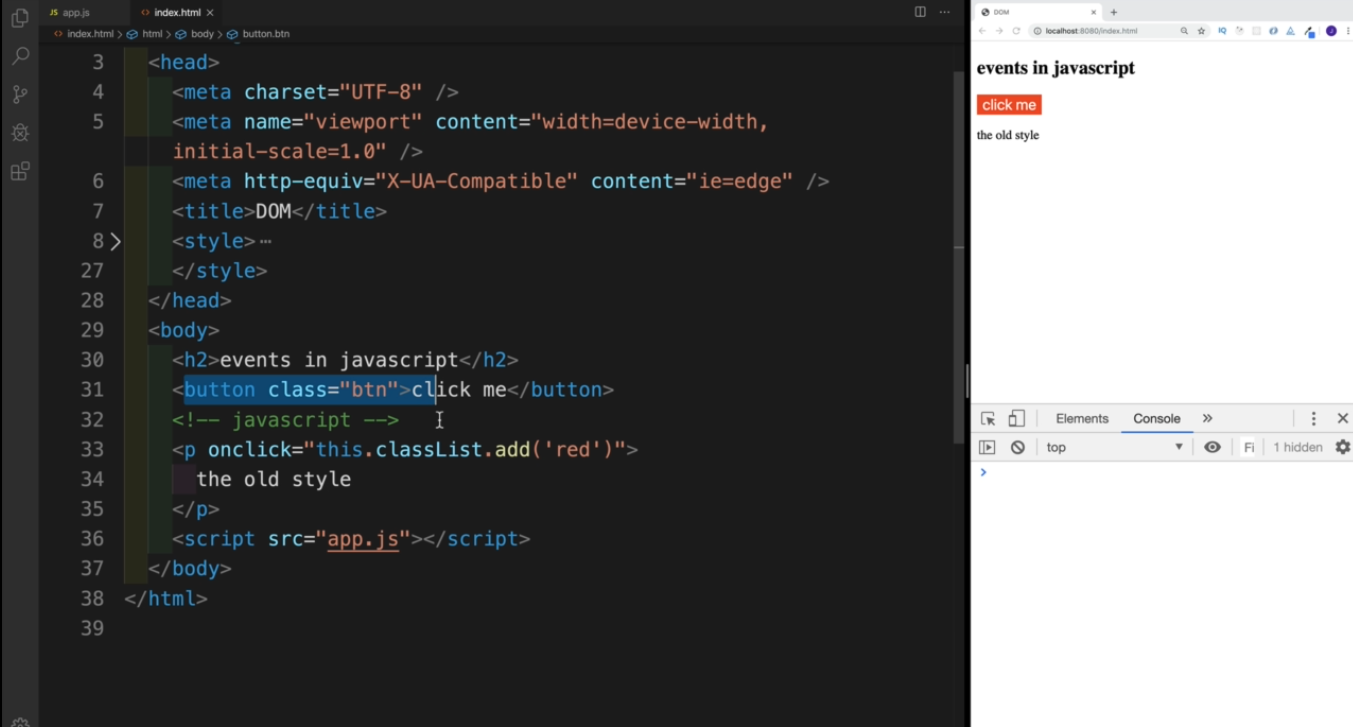 app.js
index.html
index.html > html > body > button.btn
3 <head>
4 <meta charset="UTF-8" />
5 <meta name="viewport" content="width=device-width,
initial-scale=1.0" />
6 <meta http-equiv="X-UA-Compatible" content="ie=edge" />
7 <title>DOM</title>
8 <style>…
27 </style>
28 </head>
29 <body>
30 <h2>events in javascript</h2>
31 <button class="btn">click me</button>
32 <!-- javascript -->
33 <p onclick="this.classList.add('red')">
34 the old style
35 </p>
36 <script src="app.js"></script>
37 </body>
38 </html>
39
DOM
localhost:8080/index.html
events in javascript
click me
the old style
Elements Console
top Fi 1 hidden